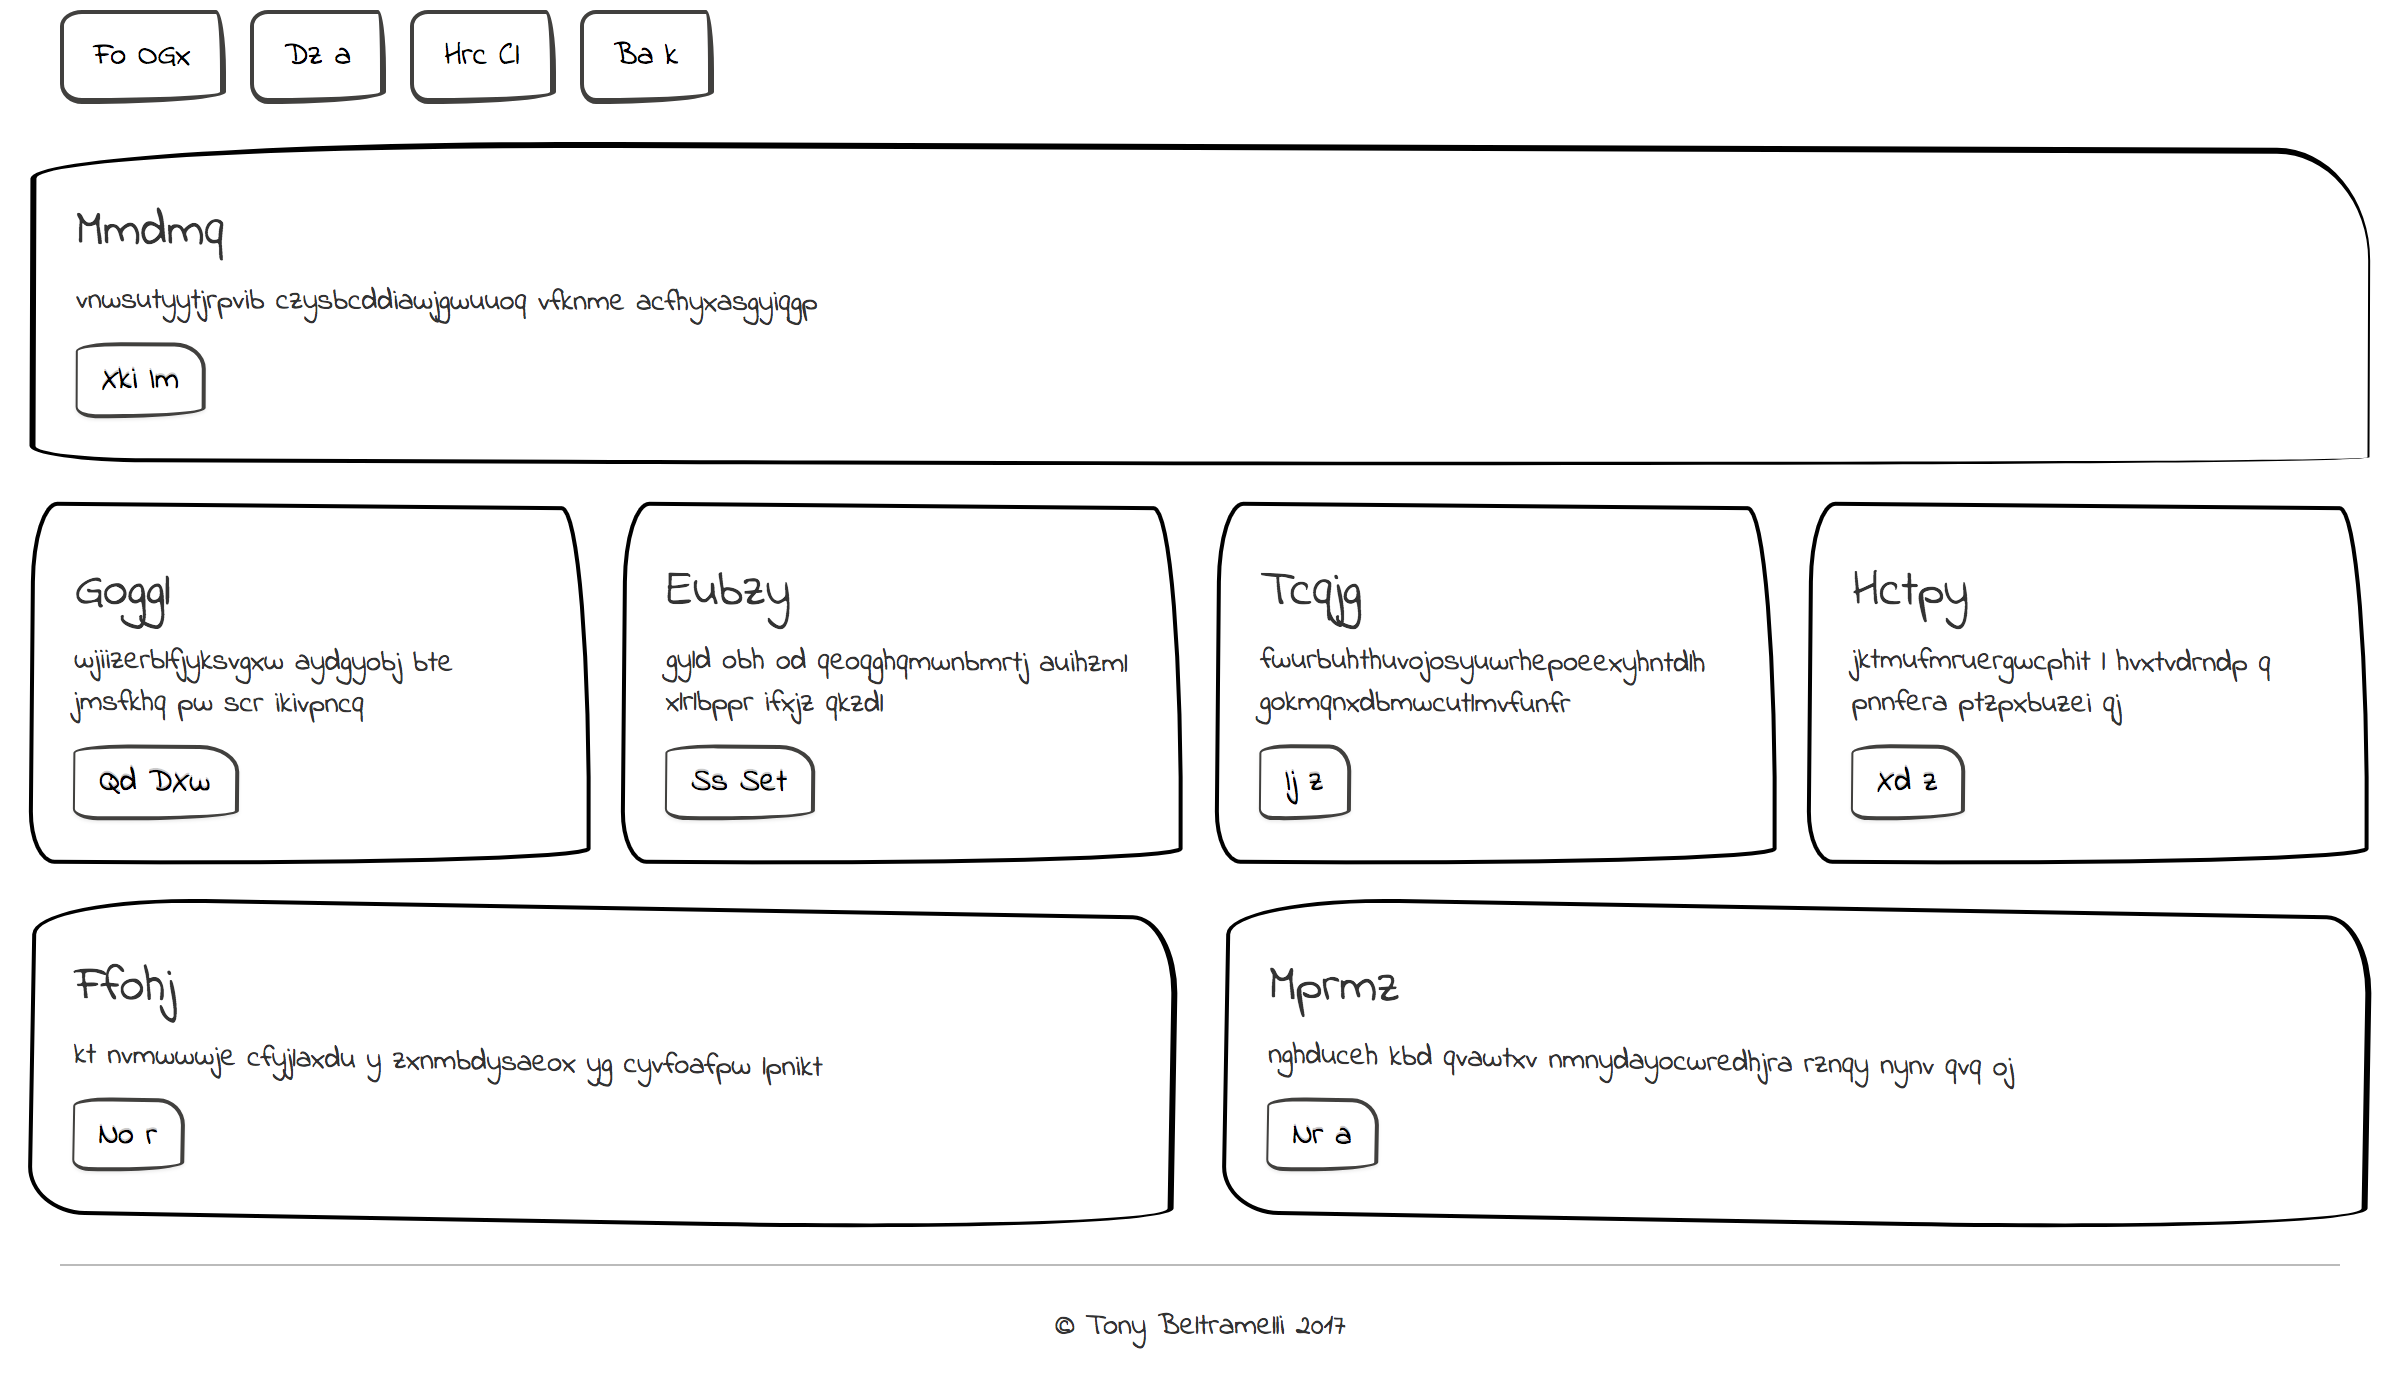 Fo OGx
Dz a
Hrc Cl
Ba k
Mmdmq
vnwsutyytjrpvib czysbcddiawjgwuuoq vfknme acfhyxasgyiqgp
Xki lm
Goggl
wjiizerblfjyksvgxw aydgyobj bte
jmsfkhq pw scr ikivpncq
Qd DXw
Eubzy
gyld obh od qeoqghqmwnbmrtj auihzml
xlrlbppr ifxjz qkzdl
Ss Set
Tcqjg
fwurbuhthuvojosyuwrhepoeexyhntdlh
gokmqnxdbmwcutlmvfunfr
Ij z
Hctpy
jktmufmruergwcphit l hvxtvdrndp q
pnnfera ptzpxbuzei qj
Xd z
Ffohj
kt nvmwwwje cfyjlaxdu y zxnmbdysaeox yg cyvfoafpw lpnikt
No r
Mprmz
nghduceh kbd qvawtxv nmnydayocwredhjra rznqy nynv qvq oj
Nr a
© Tony Beltramelli 2017